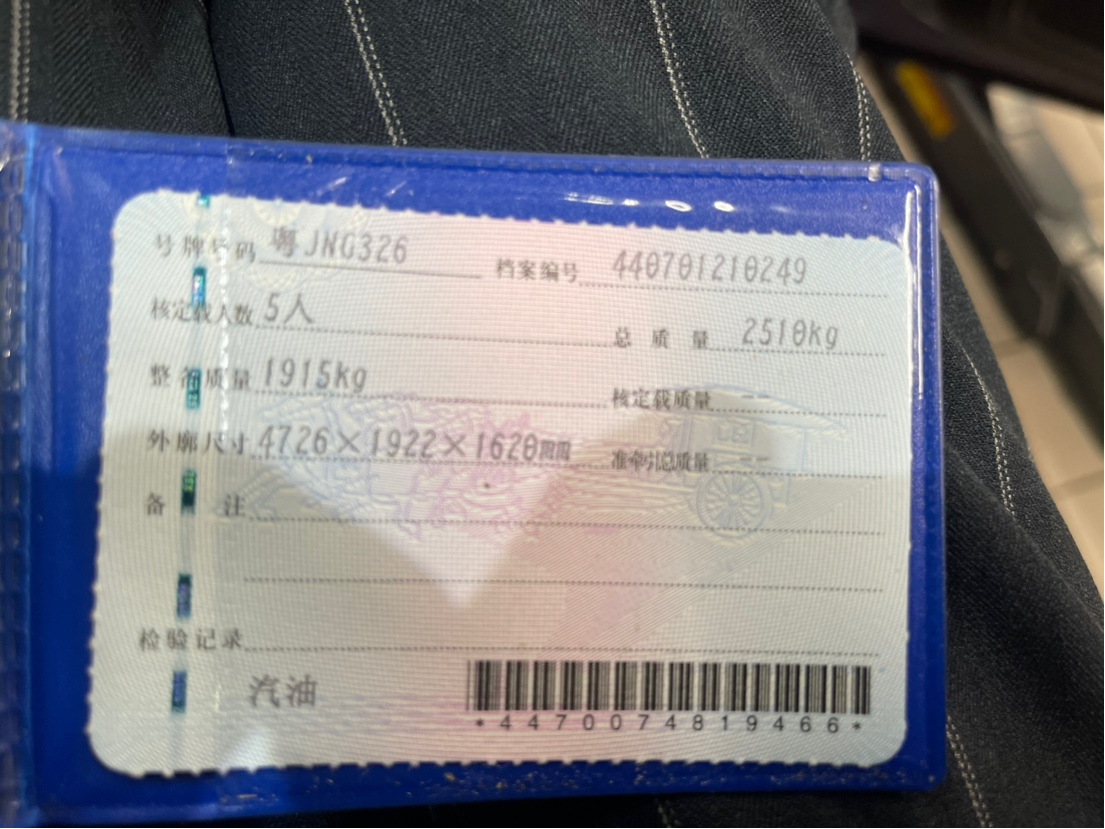 号牌号码 粤JNG326 档案编号 440701210249
核定载人数 5人 总质量 2510kg
整备质量 1915kg 核定载质量 --
外廓尺寸 4726×1922×1620mm 准牵引总质量 --
备注
检验记录
汽油
*4470074819466*